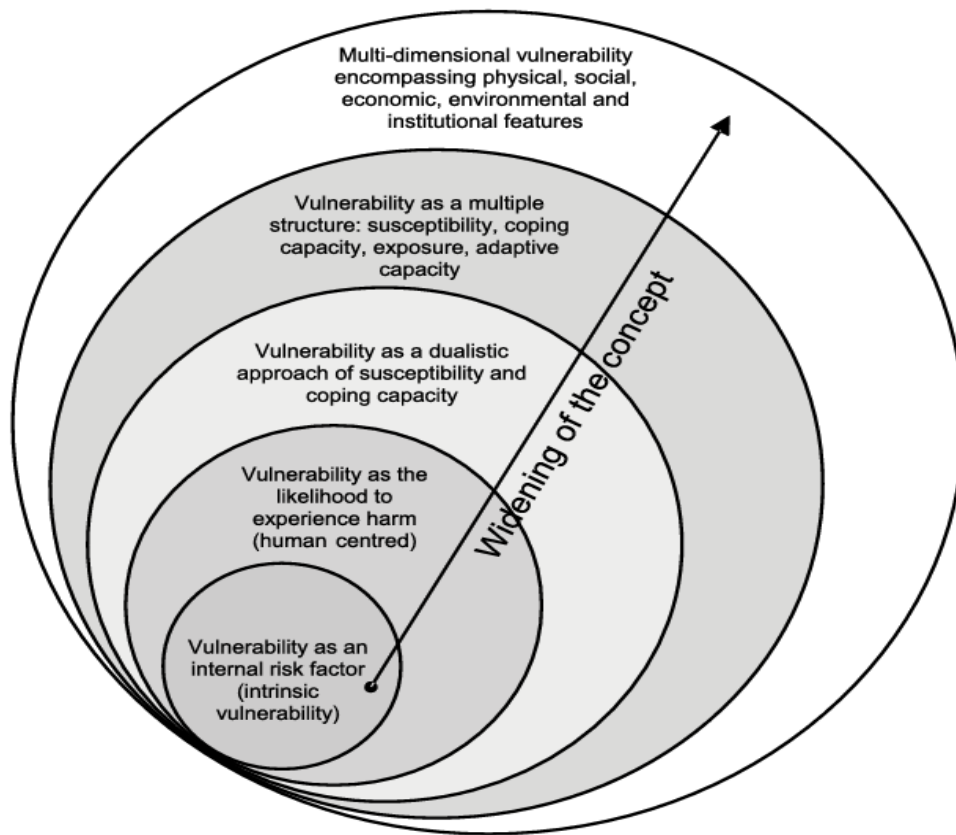 Multi-dimensional vulnerability
encompassing physical, social,
economic, environmental and
institutional features
Vulnerability as a multiple
structure: susceptibility, coping
capacity, exposure, adaptive
capacity
Vulnerability as a dualistic
approach of susceptibility and
coping capacity
Vulnerability as the
likelihood to
experience harm
(human centred)
Vulnerability as an
internal risk factor
(intrinsic
vulnerability)
Widening of the concept